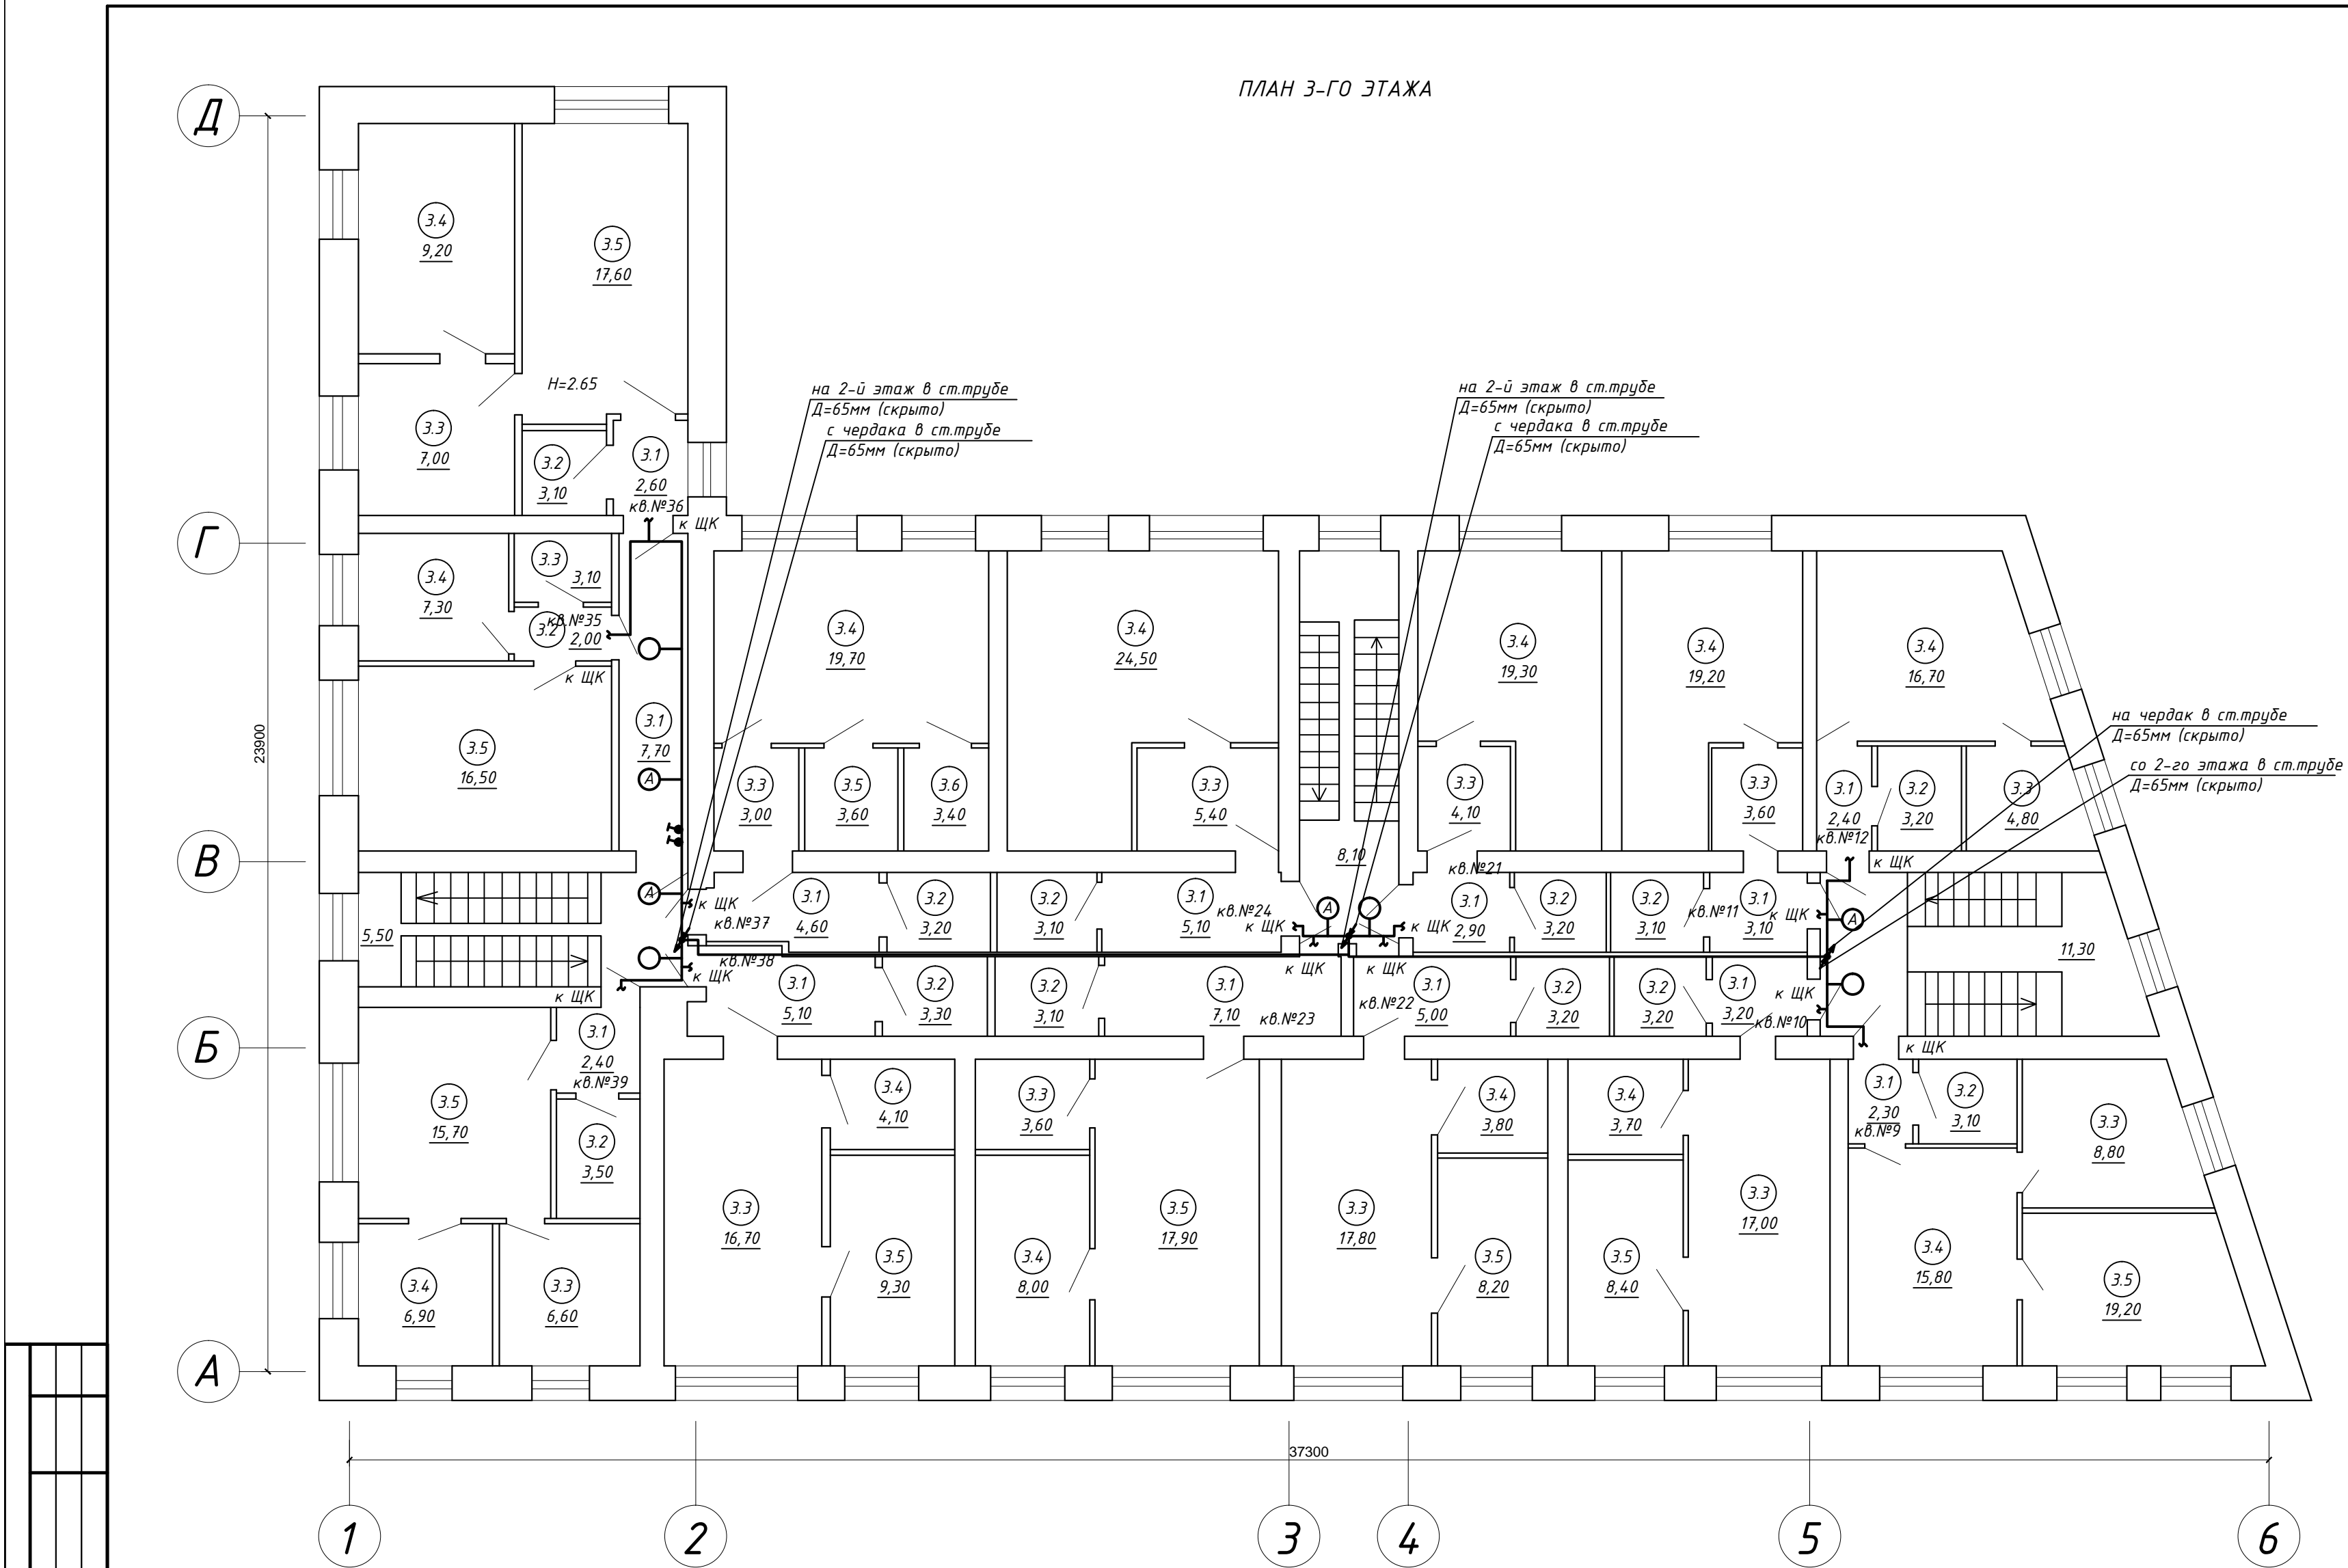 ПЛАН 3-ГО ЭТАЖА
Д
3.4
9,20
3.5
17,60
H=2.65
на 2-й этаж в ст.трубе
Д=65мм (скрыто)
с чердака в ст.трубе
Д=65мм (скрыто)
на 2-й этаж в ст.трубе
Д=65мм (скрыто)
с чердака в ст.трубе
Д=65мм (скрыто)
3.3
7,00
3.2
3,10
3.1
2,60
кв.№36
к ЩК
Г
3.4
7,30
3.3
3,10
3.2
кв.№35
2,00
к ЩК
3.4
19,70
3.4
24,50
3.4
19,30
3.4
19,20
3.4
16,70
на чердак в ст.трубе
Д=65мм (скрыто)
со 2-го этажа в ст.трубе
Д=65мм (скрыто)
23900
3.5
16,50
3.1
7,70
А
3.3
3,00
3.5
3,60
3.6
3,40
3.3
5,40
3.3
4,10
3.3
3,60
3.1
2,40
кв.№12
3.2
3,20
3.3
4,80
В
8,10
кв.№21
к ЩК
А
к ЩК
кв.№37
3.1
4,60
3.2
3,20
3.2
3,10
3.1
5,10
кв.№24
к ЩК
А
к ЩК
3.1
2,90
3.2
3,20
3.2
3,10
кв.№11
3.1
3,10
к ЩК
А
5,50
11,30
кв.№38
к ЩК
к ЩК
к ЩК
к ЩК
3.1
5,10
3.2
3,30
3.2
3,10
3.1
7,10
кв.№23
кв.№22
3.1
5,00
3.2
3,20
3.2
3,20
3.1
3,20
кв.№10
к ЩК
к ЩК
Б
3.1
2,40
кв.№39
3.5
15,70
3.2
3,50
3.4
4,10
3.3
3,60
3.4
3,80
3.4
3,70
3.1
2,30
кв.№9
3.2
3,10
3.3
8,80
3.3
16,70
3.5
9,30
3.4
8,00
3.5
17,90
3.3
17,80
3.5
8,20
3.5
8,40
3.3
17,00
3.4
15,80
3.5
19,20
3.4
6,90
3.3
6,60
А
37300
1
2
3
4
5
6